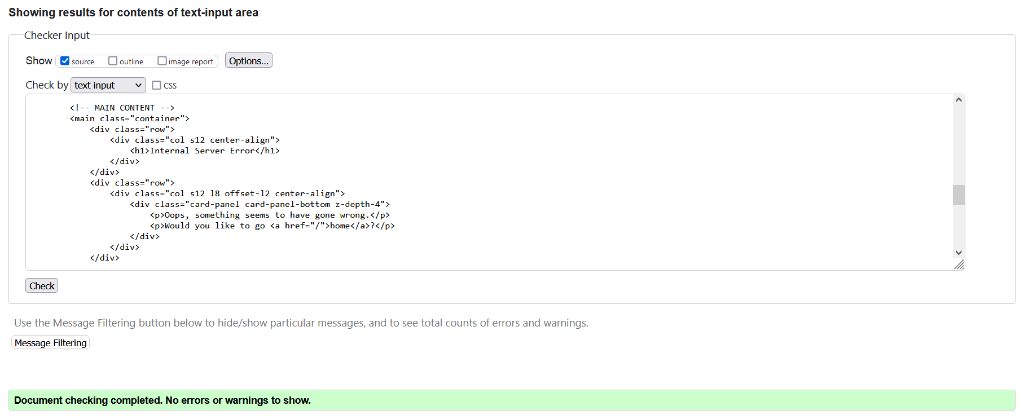 Showing results for contents of text-input area
Checker Input
Show source outline image report Options...
Check by text input CSS
<!-- MAIN CONTENT -->
<main class="container">
<div class="row">
<div class="col s12 center-align">
<h1>Internal Server Error</h1>
</div>
</div>
<div class="row">
<div class="col s12 l8 offset-l2 center-align">
<div class="card-panel card-panel-bottom z-depth-4">
<p>Oops, something seems to have gone wrong.</p>
<p>Would you like to go <a href="/">home</a>?</p>
</div>
</div>
</div>
Check
Use the Message Filtering button below to hide/show particular messages, and to see total counts of errors and warnings.
Message Filtering
Document checking completed. No errors or warnings to show.